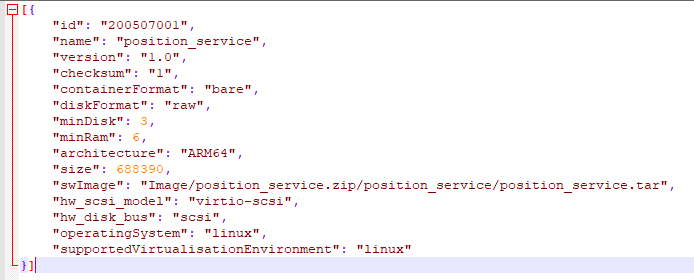 [{
"id": "200507001",
"name": "position_service",
"version": "1.0",
"checksum": "1",
"containerFormat": "bare",
"diskFormat": "raw",
"minDisk": 3,
"minRam": 6,
"architecture": "ARM64",
"size": 688390,
"swImage": "Image/position_service.zip/position_service/position_service.tar",
"hw_scsi_model": "virtio-scsi",
"hw_disk_bus": "scsi",
"operatingSystem": "linux",
"supportedVirtualisationEnvironment": "linux"
}]